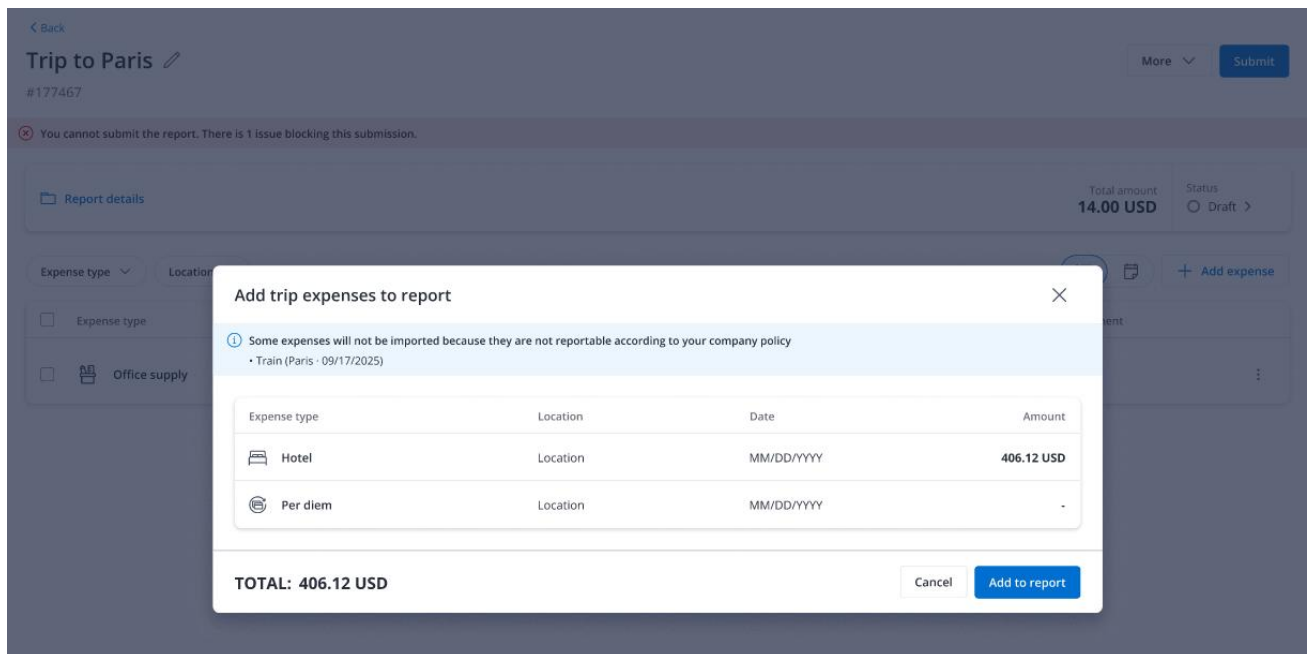 Back
Trip to Paris
More
Submit
#177467
You cannot submit the report. There is 1 issue blocking this submission.
Report details
Total amount
14.00 USD
Status
Draft
Expense type
Location
Add expense
Expense type
Office supply
Add trip expenses to report
Some expenses will not be imported because they are not reportable according to your company policy
• Train (Paris · 09/17/2025)
Expense type Location Date Amount
Hotel Location MM/DD/YYYY 406.12 USD
Per diem Location MM/DD/YYYY -
TOTAL: 406.12 USD
Cancel
Add to report